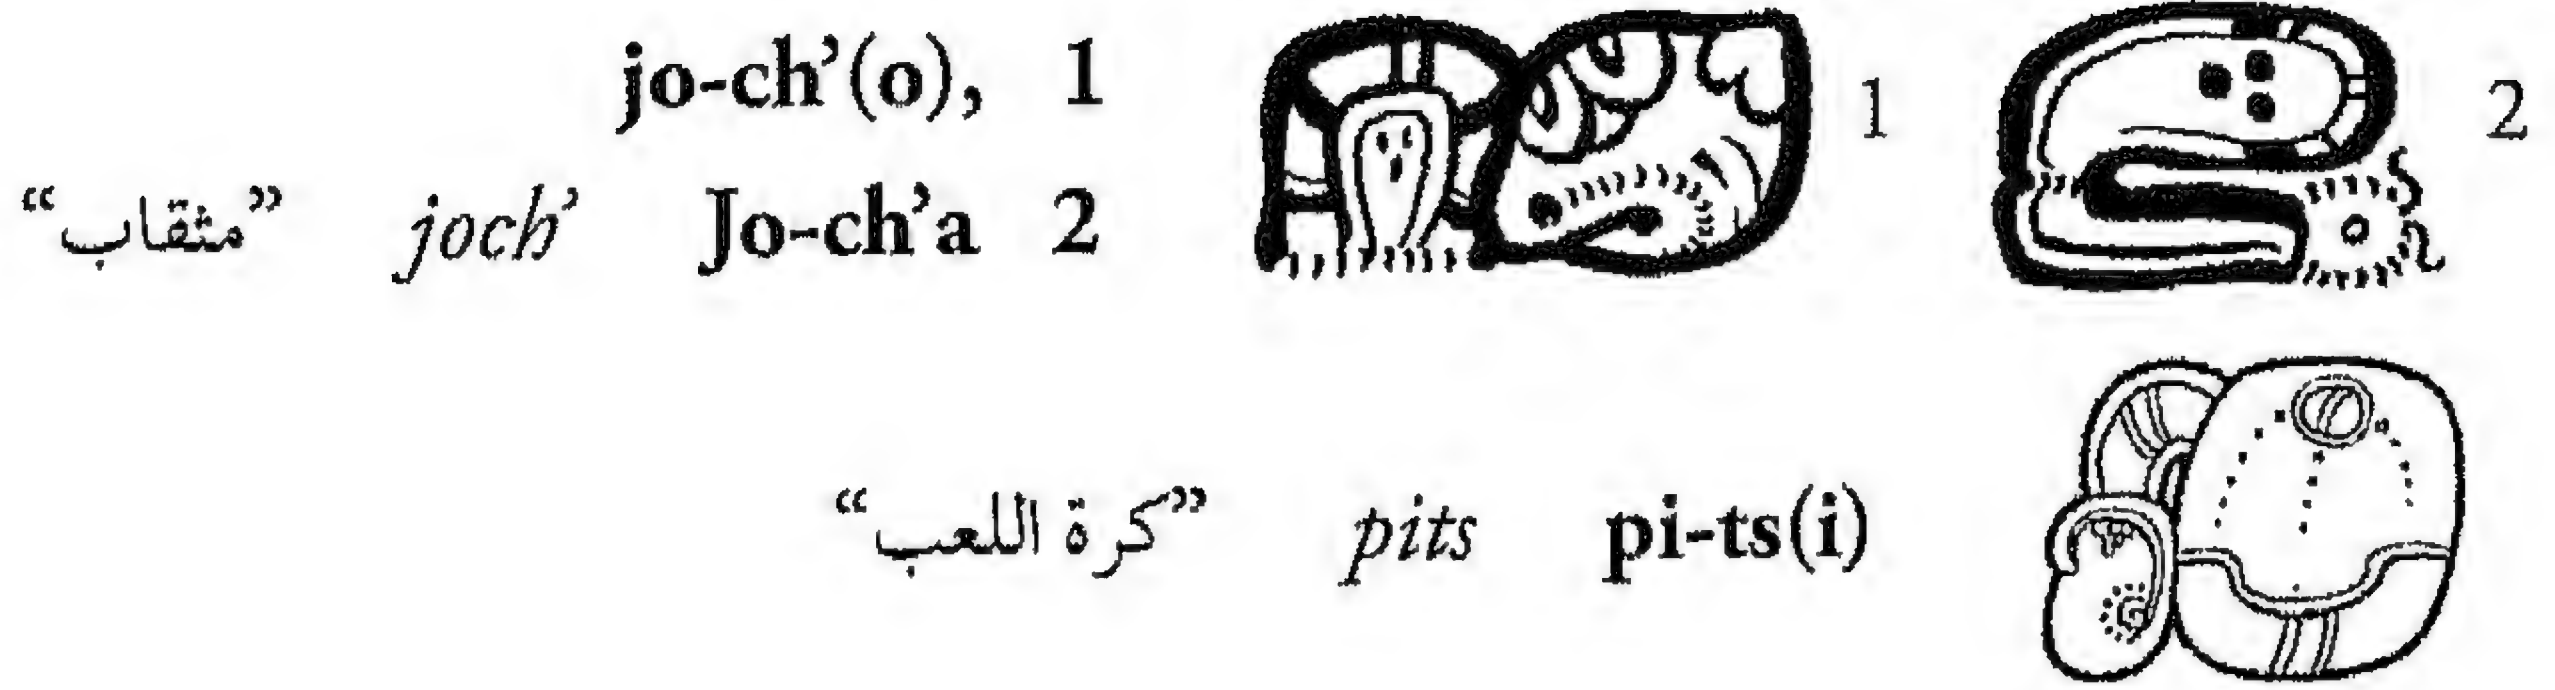 jo-ch’(o), 1 1 2
”مثقاب“ joch’ Jo-ch’a 2
”كرة اللعب“ pits pi-ts(i)